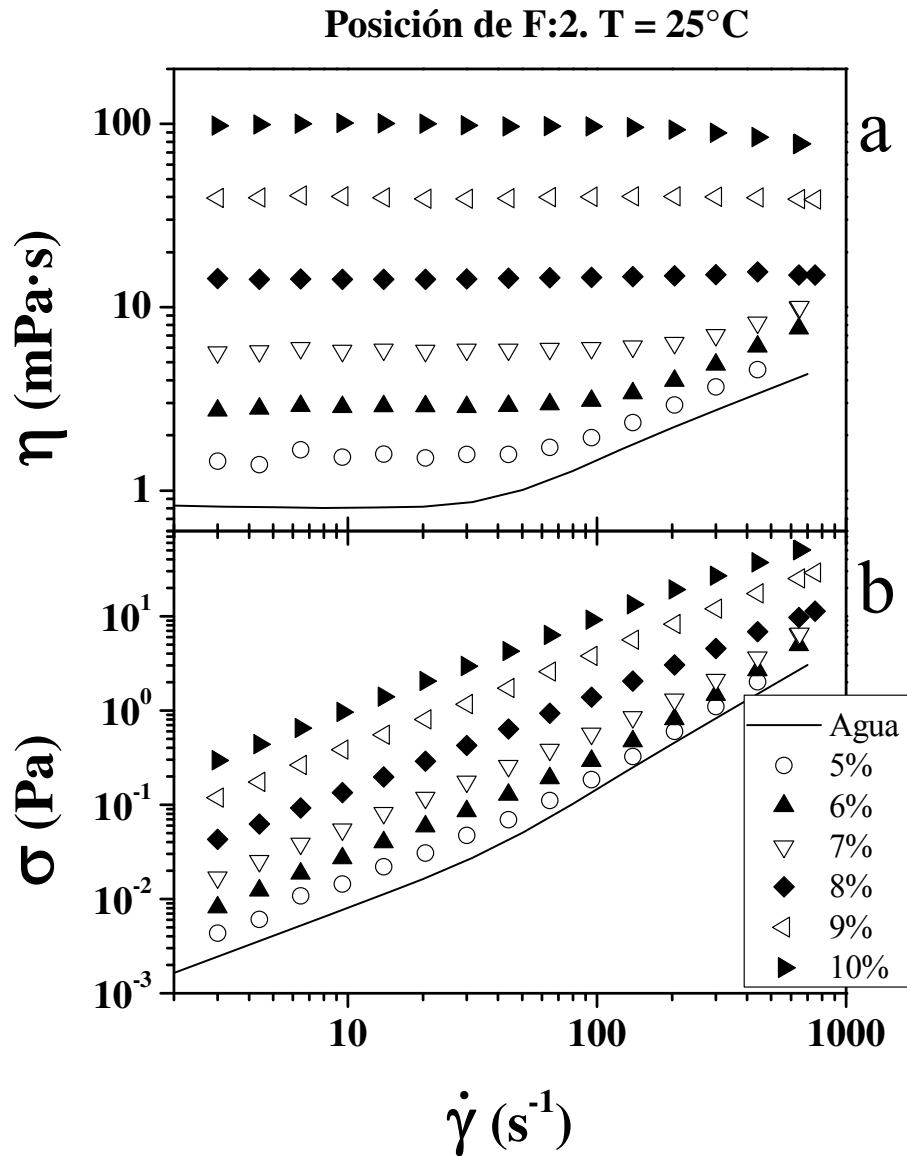 Posición de F:2. T = 25°C
a
100
10
1
η (mPa·s)
b
10¹
10⁰
10⁻¹
10⁻²
10⁻³
σ (Pa)
Agua
5%
6%
7%
8%
9%
10%
10 100 1000
γ̇ (s⁻¹)